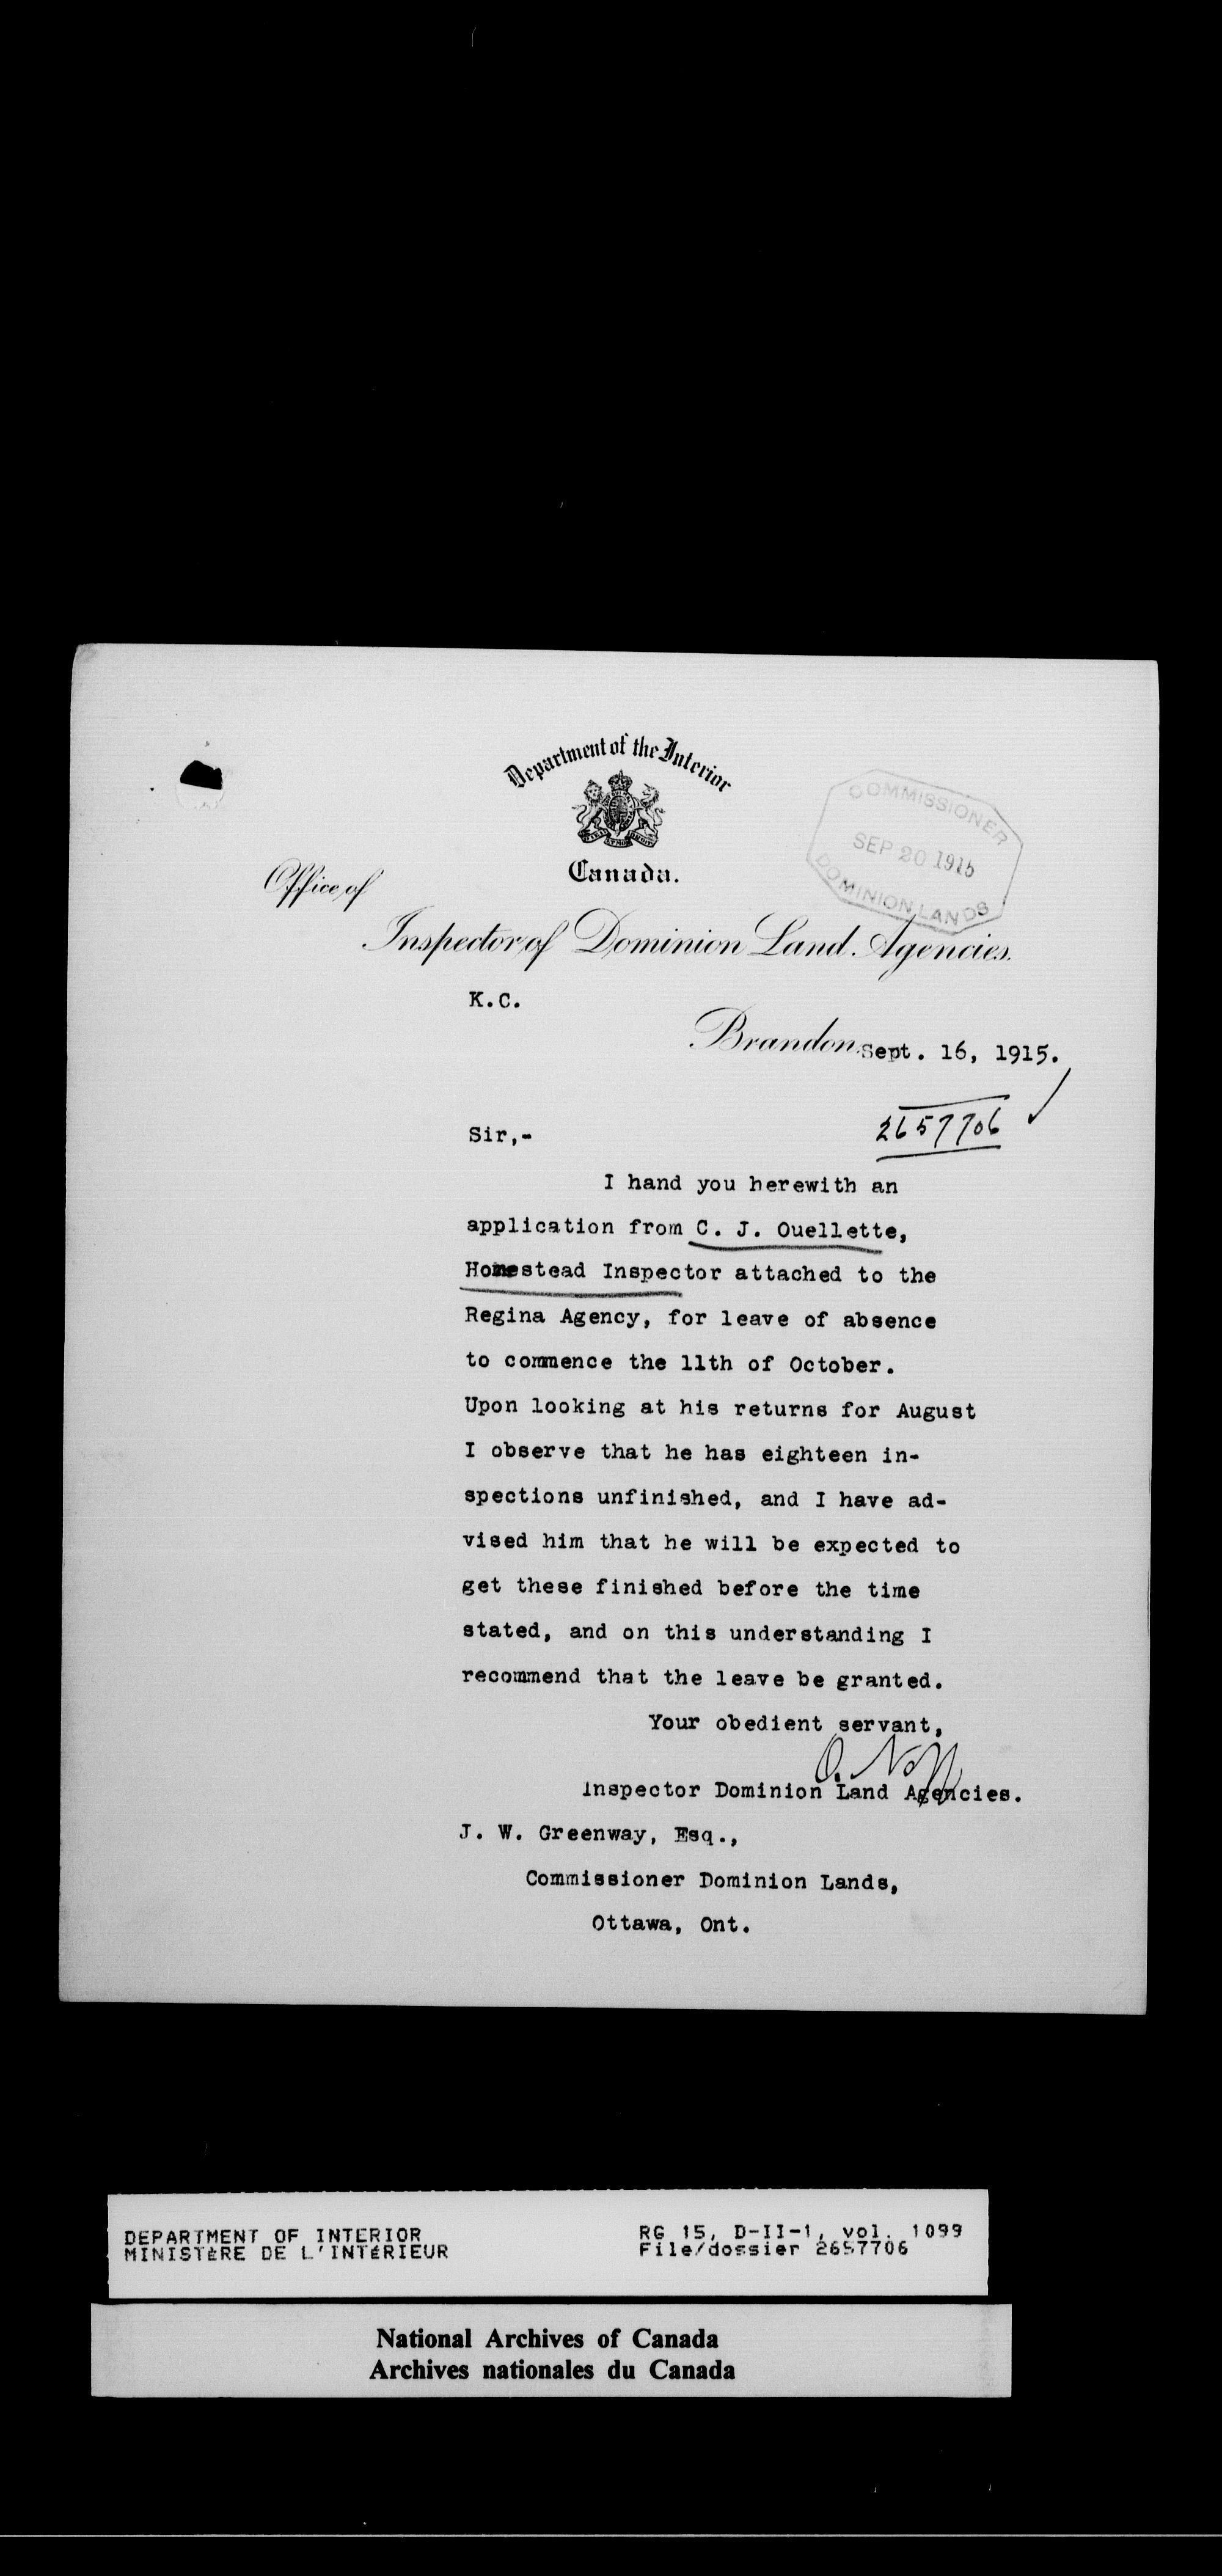 Department of the Interior
Canada.
COMMISSIONER
SEP 20 1915
DOMINION LANDS
Office of
Inspector of Dominion Land Agencies.
K.C.
Brandon, Sept. 16, 1915.
2657706
Sir,-
I hand you herewith an
application from C. J. Ouellette,
Homestead Inspector attached to the
Regina Agency, for leave of absence
to commence the 11th of October.
Upon looking at his returns for August
I observe that he has eighteen in-
spections unfinished, and I have ad-
vised him that he will be expected to
get these finished before the time
stated, and on this understanding I
recommend that the leave be granted.
Your obedient servant,
Inspector Dominion Land Agencies.
J. W. Greenway, Esq.,
Commissioner Dominion Lands,
Ottawa, Ont.
DEPARTMENT OF INTERIOR
MINISTÈRE DE L'INTÉRIEUR
RG 15, D-II-1, vol. 1099
File/dossier 2657706
National Archives of Canada
Archives nationales du Canada